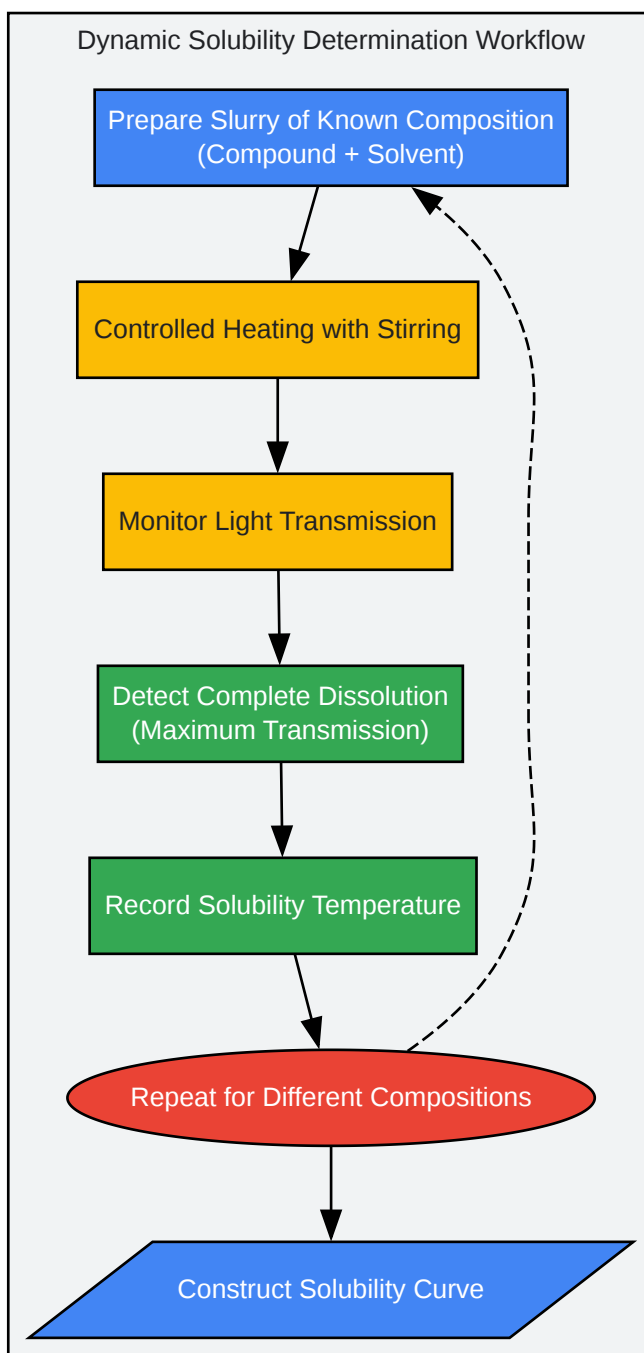 Dynamic Solubility Determination Workflow
Prepare Slurry of Known Composition
(Compound + Solvent)
Controlled Heating with Stirring
Monitor Light Transmission
Detect Complete Dissolution
(Maximum Transmission)
Record Solubility Temperature
Repeat for Different Compositions
Construct Solubility Curve